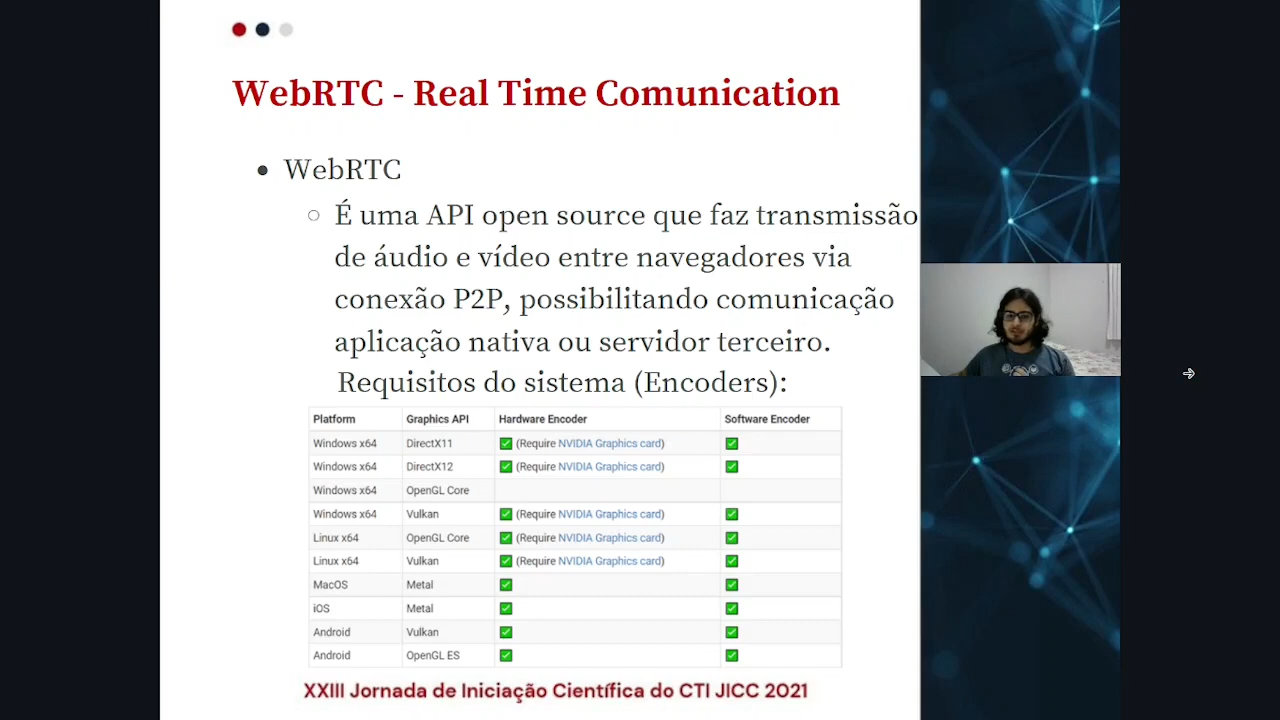 WebRTC - Real Time Comunication
WebRTC
É uma API open source que faz transmissão
de áudio e vídeo entre navegadores via
conexão P2P, possibilitando comunicação
aplicação nativa ou servidor terceiro.
Requisitos do sistema (Encoders):
Platform Graphics API Hardware Encoder Software Encoder
Windows x64 DirectX11 ✅ (Require NVIDIA Graphics card) ✅
Windows x64 DirectX12 ✅ (Require NVIDIA Graphics card) ✅
Windows x64 OpenGL Core
Windows x64 Vulkan ✅ (Require NVIDIA Graphics card) ✅
Linux x64 OpenGL Core ✅ (Require NVIDIA Graphics card) ✅
Linux x64 Vulkan ✅ (Require NVIDIA Graphics card) ✅
MacOS Metal ✅ ✅
iOS Metal ✅ ✅
Android Vulkan ✅ ✅
Android OpenGL ES ✅ ✅
XXIII Jornada de Iniciação Científica do CTI JICC 2021